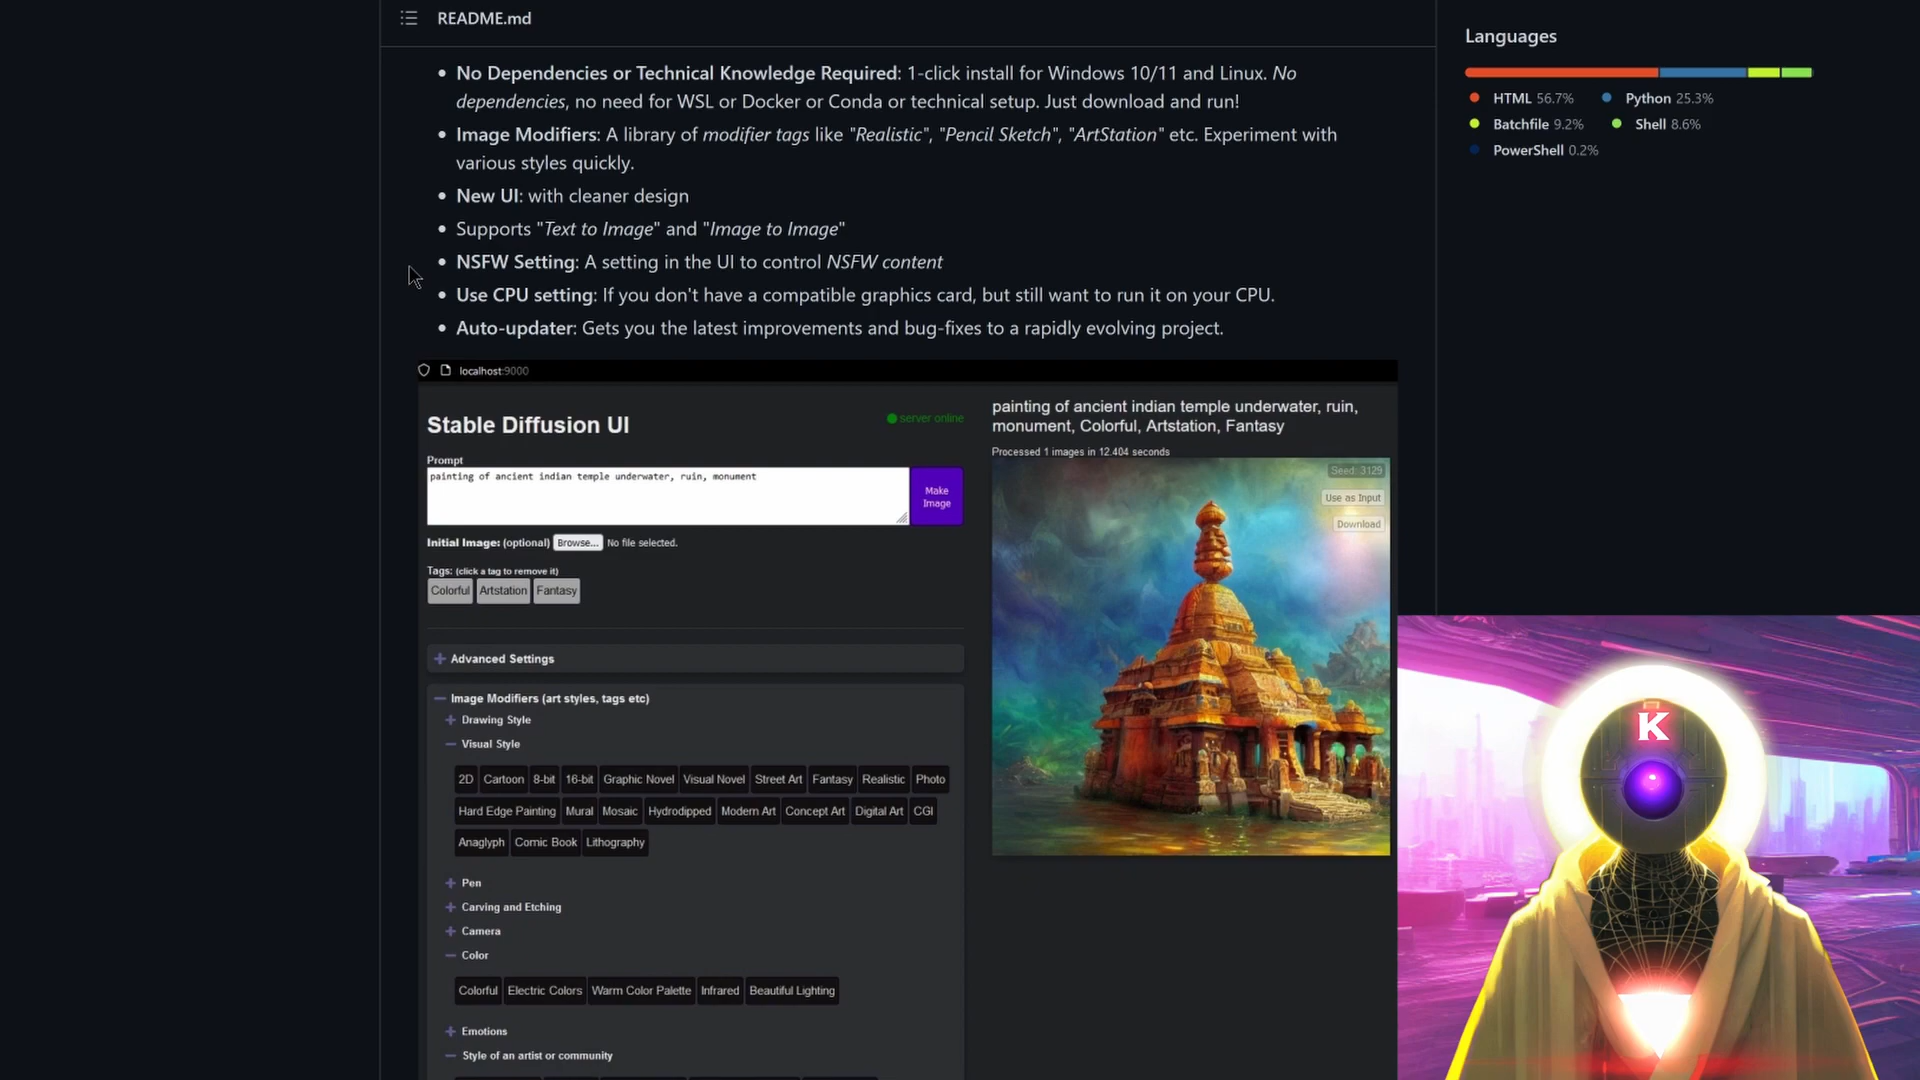 README.md
No Dependencies or Technical Knowledge Required: 1-click install for Windows 10/11 and Linux. No
dependencies, no need for WSL or Docker or Conda or technical setup. Just download and run!
Image Modifiers: A library of modifier tags like "Realistic", "Pencil Sketch", "ArtStation" etc. Experiment with
various styles quickly.
New UI: with cleaner design
Supports "Text to Image" and "Image to Image"
NSFW Setting: A setting in the UI to control NSFW content
Use CPU setting: If you don't have a compatible graphics card, but still want to run it on your CPU.
Auto-updater: Gets you the latest improvements and bug-fixes to a rapidly evolving project.
localhost:9000
Stable Diffusion UI
server online
Prompt
painting of ancient indian temple underwater, ruin, monument
Make
Image
Initial Image: (optional) Browse... No file selected.
Tags: (click a tag to remove it)
Colorful Artstation Fantasy
Advanced Settings
Image Modifiers (art styles, tags etc)
Drawing Style
Visual Style
2D Cartoon 8-bit 16-bit Graphic Novel Visual Novel Street Art Fantasy Realistic Photo
Hard Edge Painting Mural Mosaic Hydrodipped Modern Art Concept Art Digital Art CGI
Anaglyph Comic Book Lithography
Pen
Carving and Etching
Camera
Color
Colorful Electric Colors Warm Color Palette Infrared Beautiful Lighting
Emotions
Style of an artist or community
painting of ancient indian temple underwater, ruin,
monument, Colorful, Artstation, Fantasy
Processed 1 images in 12.404 seconds
Seed: 3129
Use as Input
Download
Languages
HTML 56.7% Python 25.3%
Batchfile 9.2% Shell 8.6%
PowerShell 0.2%
K